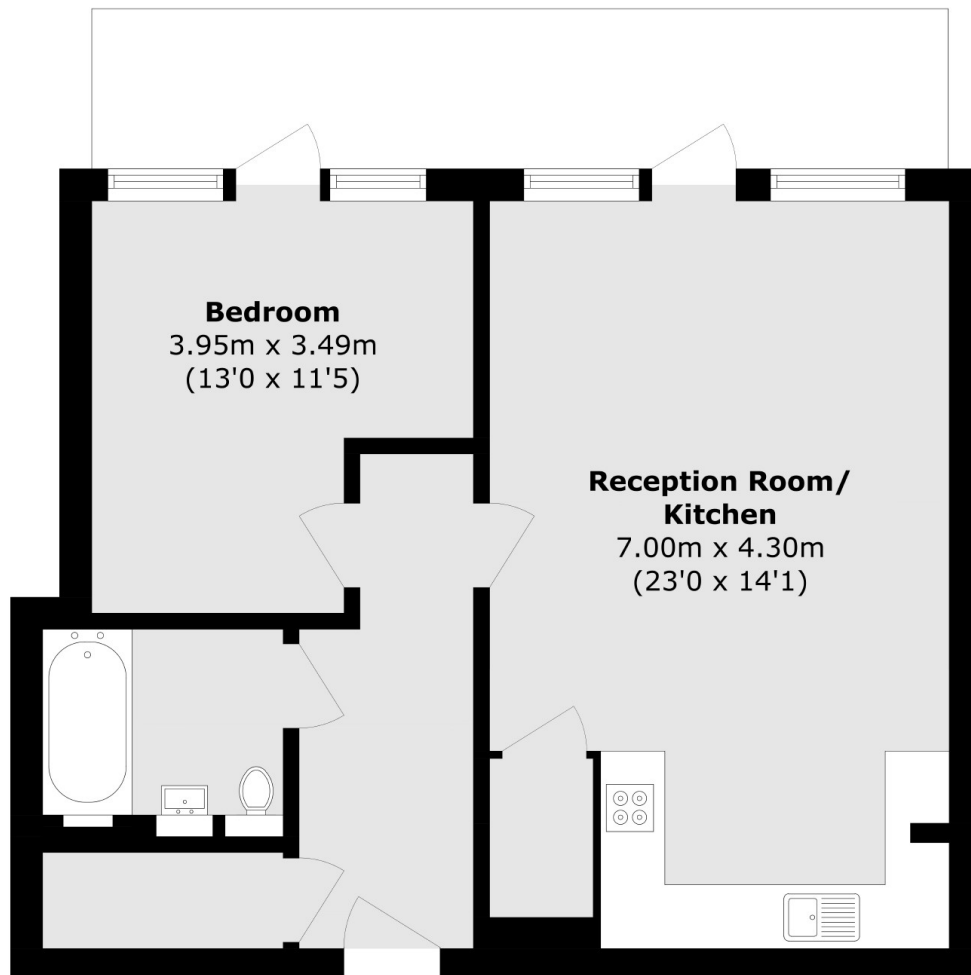 Bedroom
3.95m x 3.49m
(13'0 x 11'5)
Reception Room/
Kitchen
7.00m x 4.30m
(23'0 x 14'1)